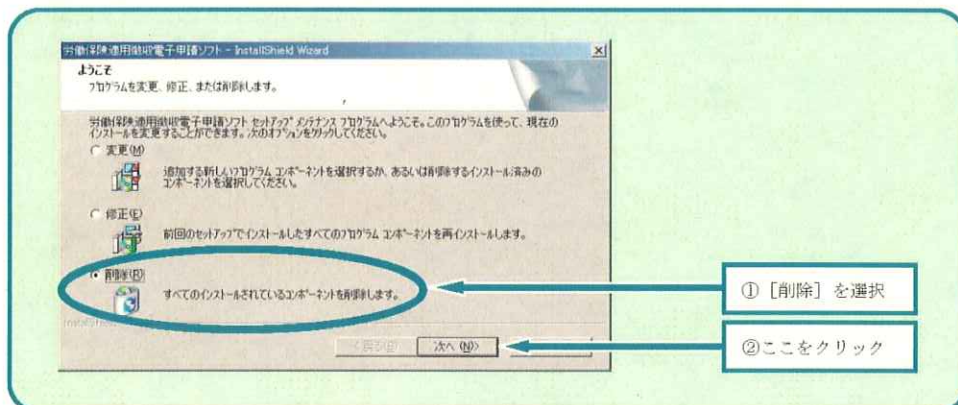 労働保険適用徴収電子申請ソフト - InstallShield Wizard
ようこそ
プログラムを変更、修正、または削除します。
労働保険適用徴収電子申請ソフト セットアップ メンテナンス プログラムへようこそ。このプログラムを使って、現在の
インストールを変更することができます。次のオプションをクリックしてください。
変更(M)
追加する新しいプログラム コンポーネントを選択するか、あるいは削除するインストール済みの
コンポーネントを選択してください。
修正(E)
前回のセットアップでインストールしたすべてのプログラム コンポーネントを再インストールします。
削除(R)
すべてのインストールされているコンポーネントを削除します。
① [削除] を選択
InstallShield
< 戻る(B) 次へ (N)>
②ここをクリック